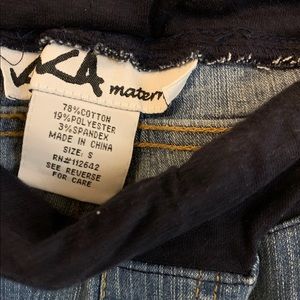 matern
78%COTTON
19%POLYESTER
3%SPANDEX
MADE IN CHINA
SIZE: S
RN#112642
SEE REVERSE
FOR CARE